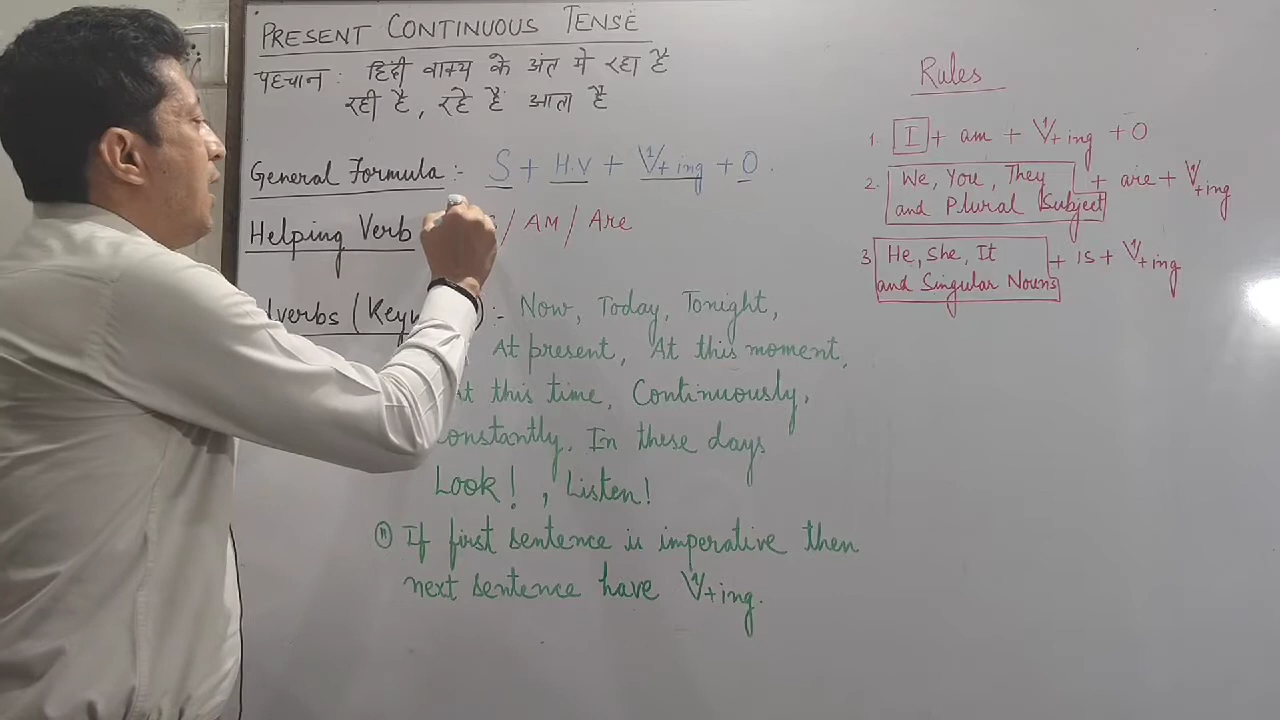 PRESENT CONTINUOUS TENSE
पहचान : हिंदी वाक्य के अंत मे रहा है
रही है , रहे हैं आता है
General Formula :- S + H.V + V¹+ing + O .
Helping Verb / AM / Are
Adverbs :- Now, Today, Tonight,
At present, At this moment,
At this time, Continuously,
Constantly, In these days
Look! , Listen!
If first sentence is imperative then
next sentence have V¹+ing.
Rules
1. I + am + V¹+ing + O
2. We, You, They
and Plural Subject + are + V¹+ing
3 He, She, It
and Singular Nouns + is + V¹+ing